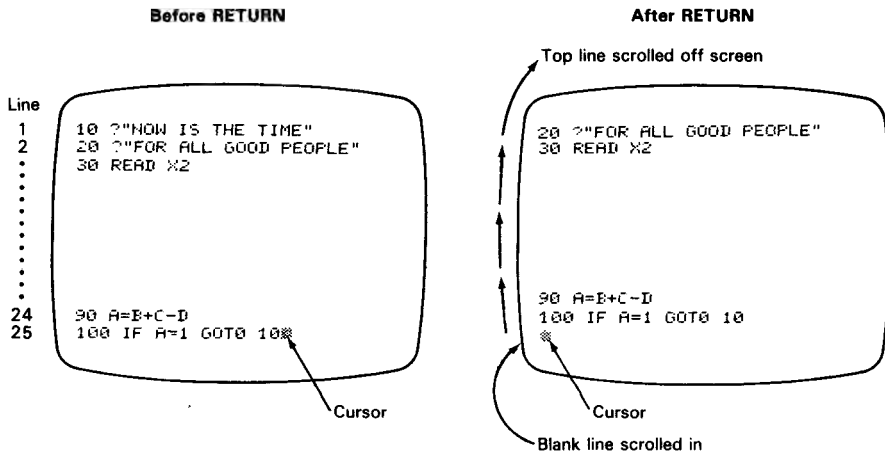 Before RETURN
Line
1 10 ?"NOW IS THE TIME"
2 20 ?"FOR ALL GOOD PEOPLE"
30 READ X2
24 90 A=B+C-D
25 100 IF A=1 GOTO 10
Cursor
After RETURN
Top line scrolled off screen
20 ?"FOR ALL GOOD PEOPLE"
30 READ X2
90 A=B+C-D
100 IF A=1 GOTO 10
Cursor
Blank line scrolled in